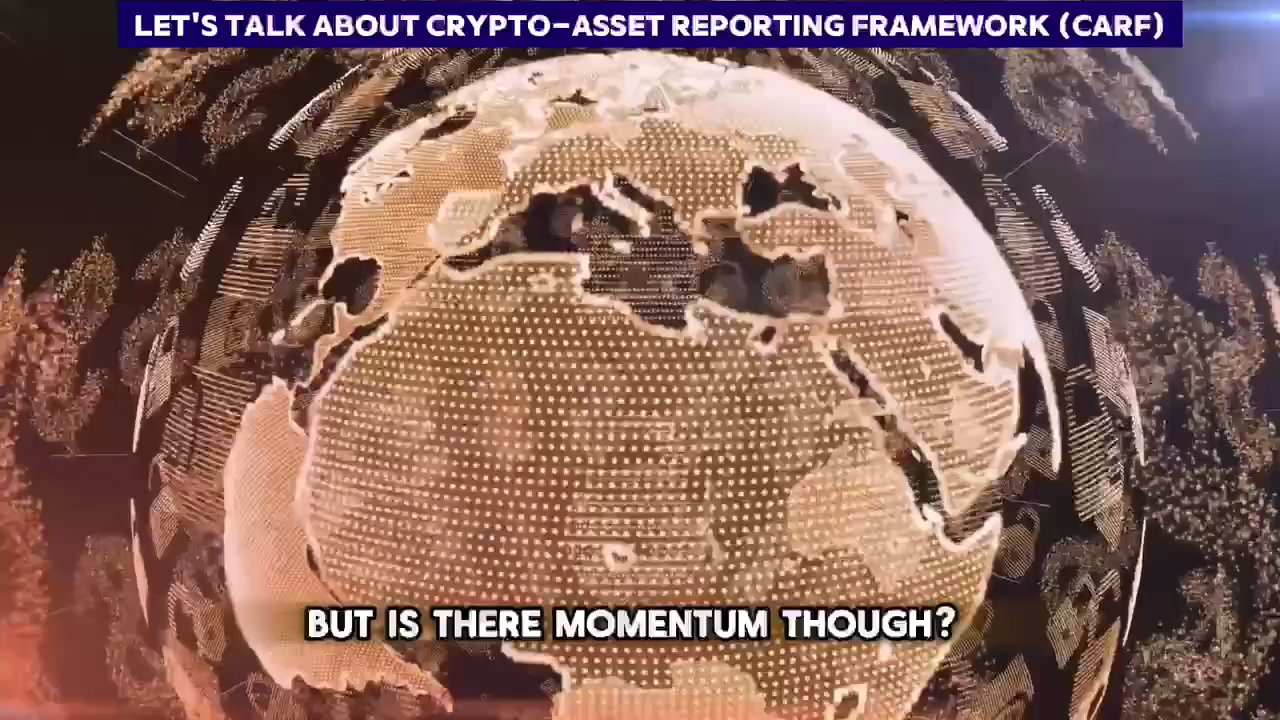 LET'S TALK ABOUT CRYPTO-ASSET REPORTING FRAMEWORK (CARF)
BUT IS THERE MOMENTUM THOUGH?